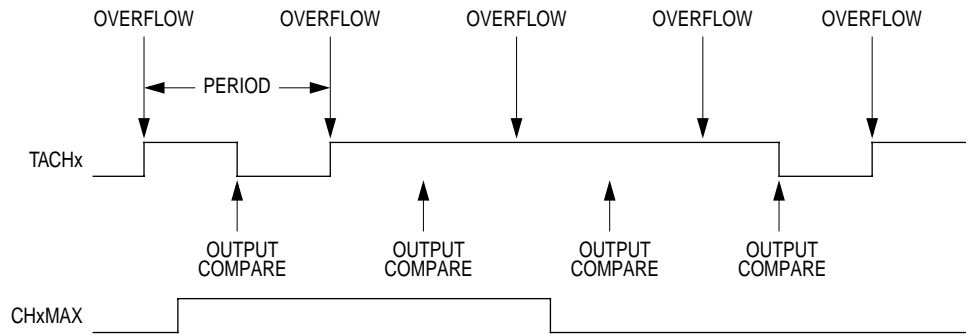 OVERFLOW OVERFLOW OVERFLOW OVERFLOW OVERFLOW
PERIOD
TACHx
OUTPUT COMPARE
OUTPUT COMPARE
OUTPUT COMPARE
OUTPUT COMPARE
CHxMAX